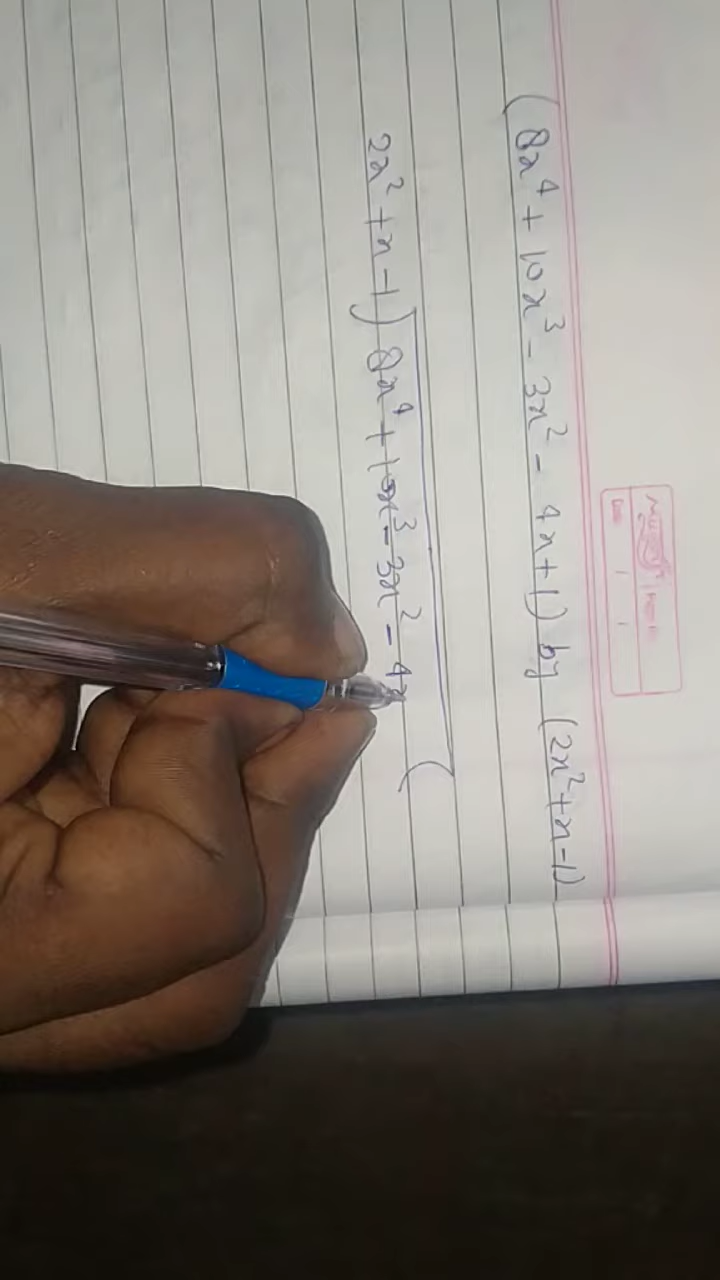 (8x⁴ + 10x³ - 3x² - 4x + 1) by (2x² + x - 1)
2x² + x - 1) 8x⁴ + 10x³ - 3x² - 4x (